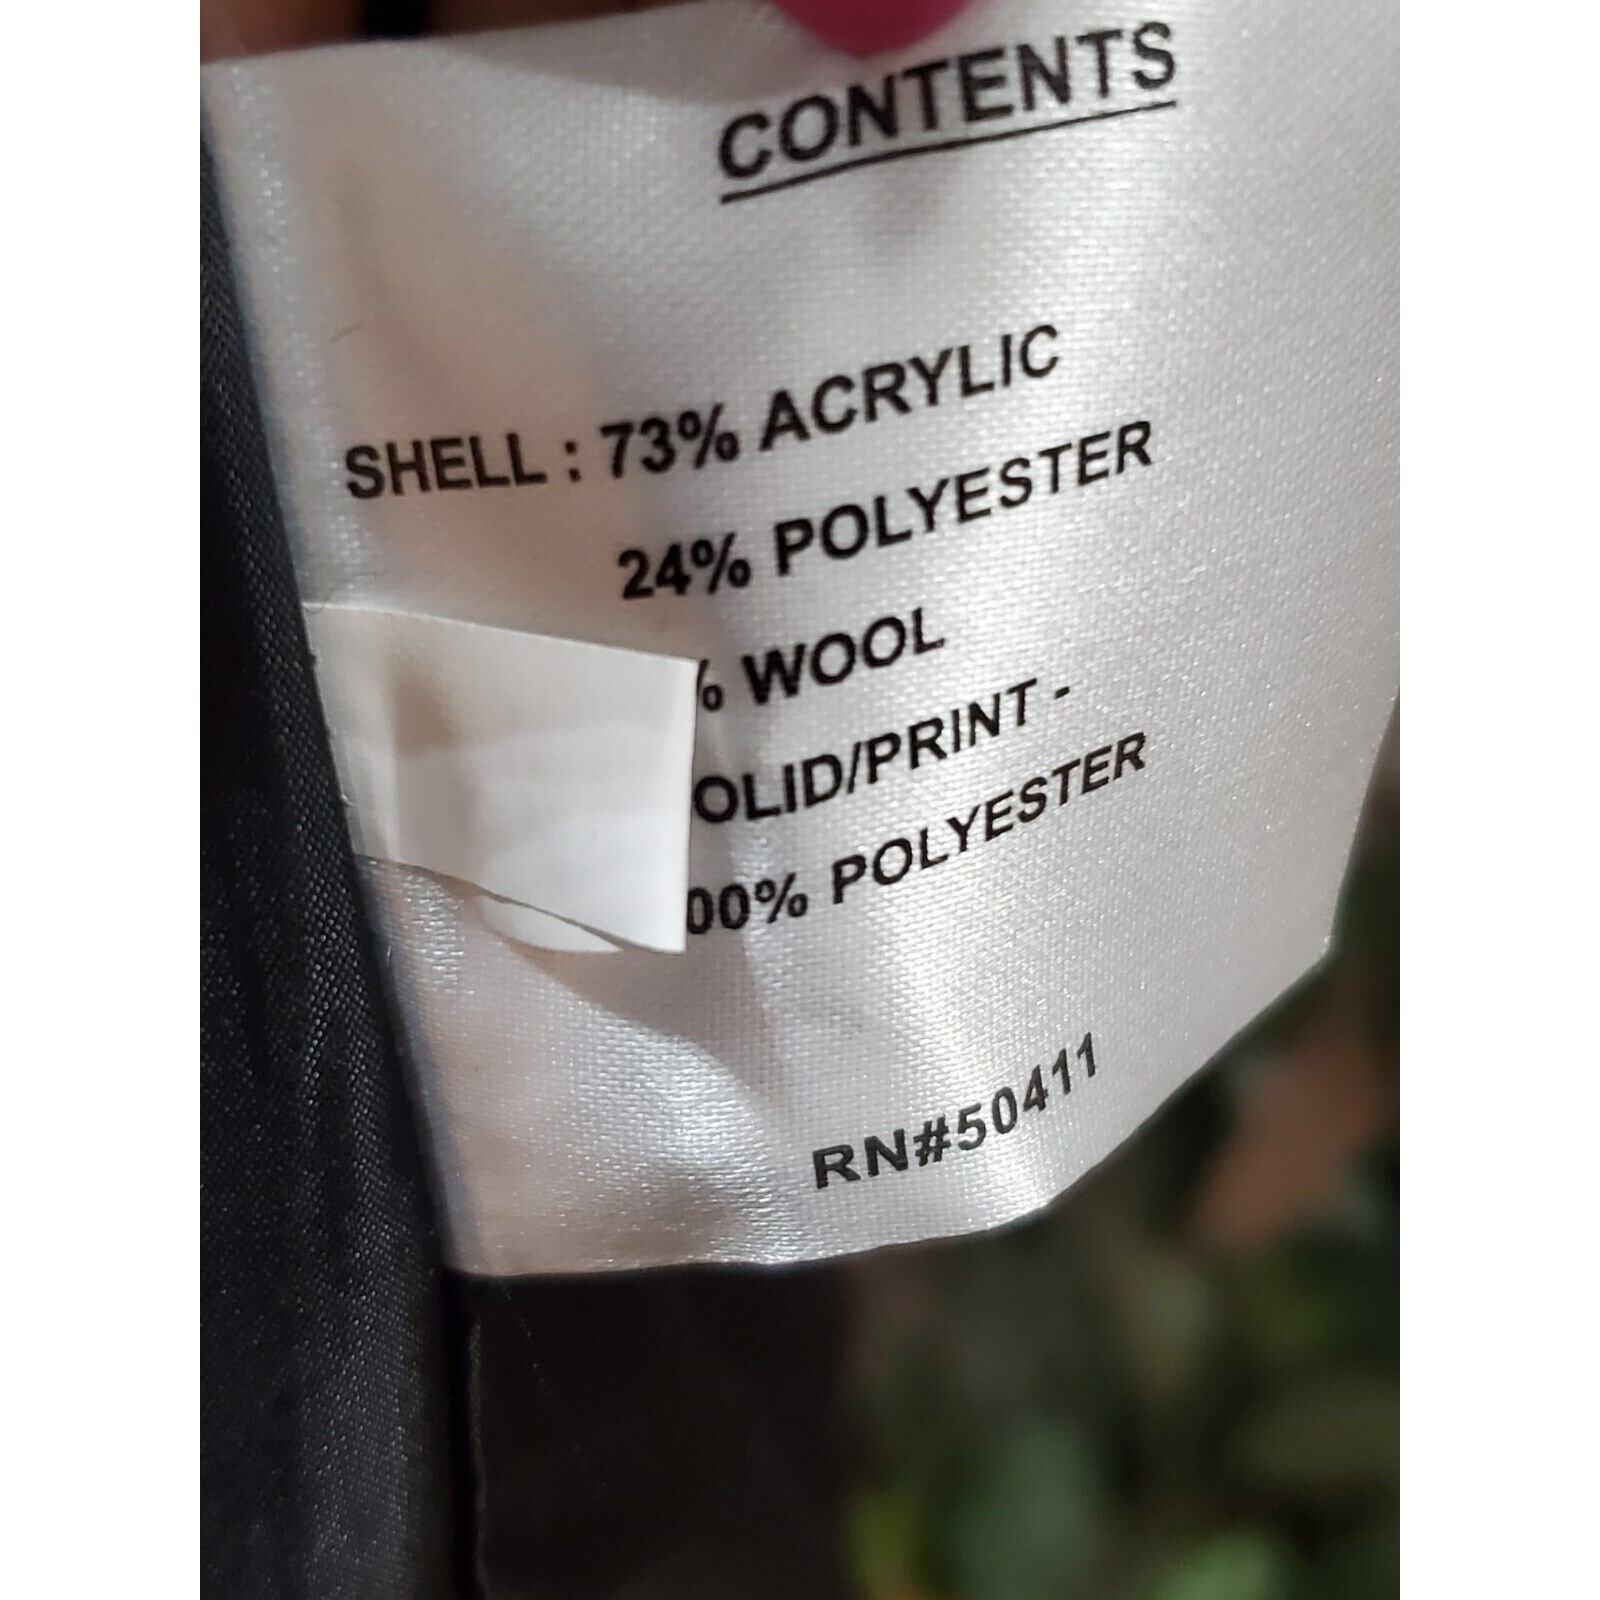 CONTENTS
SHELL : 73% ACRYLIC
24% POLYESTER
% WOOL
OLID/PRINT -
00% POLYESTER
RN#50411